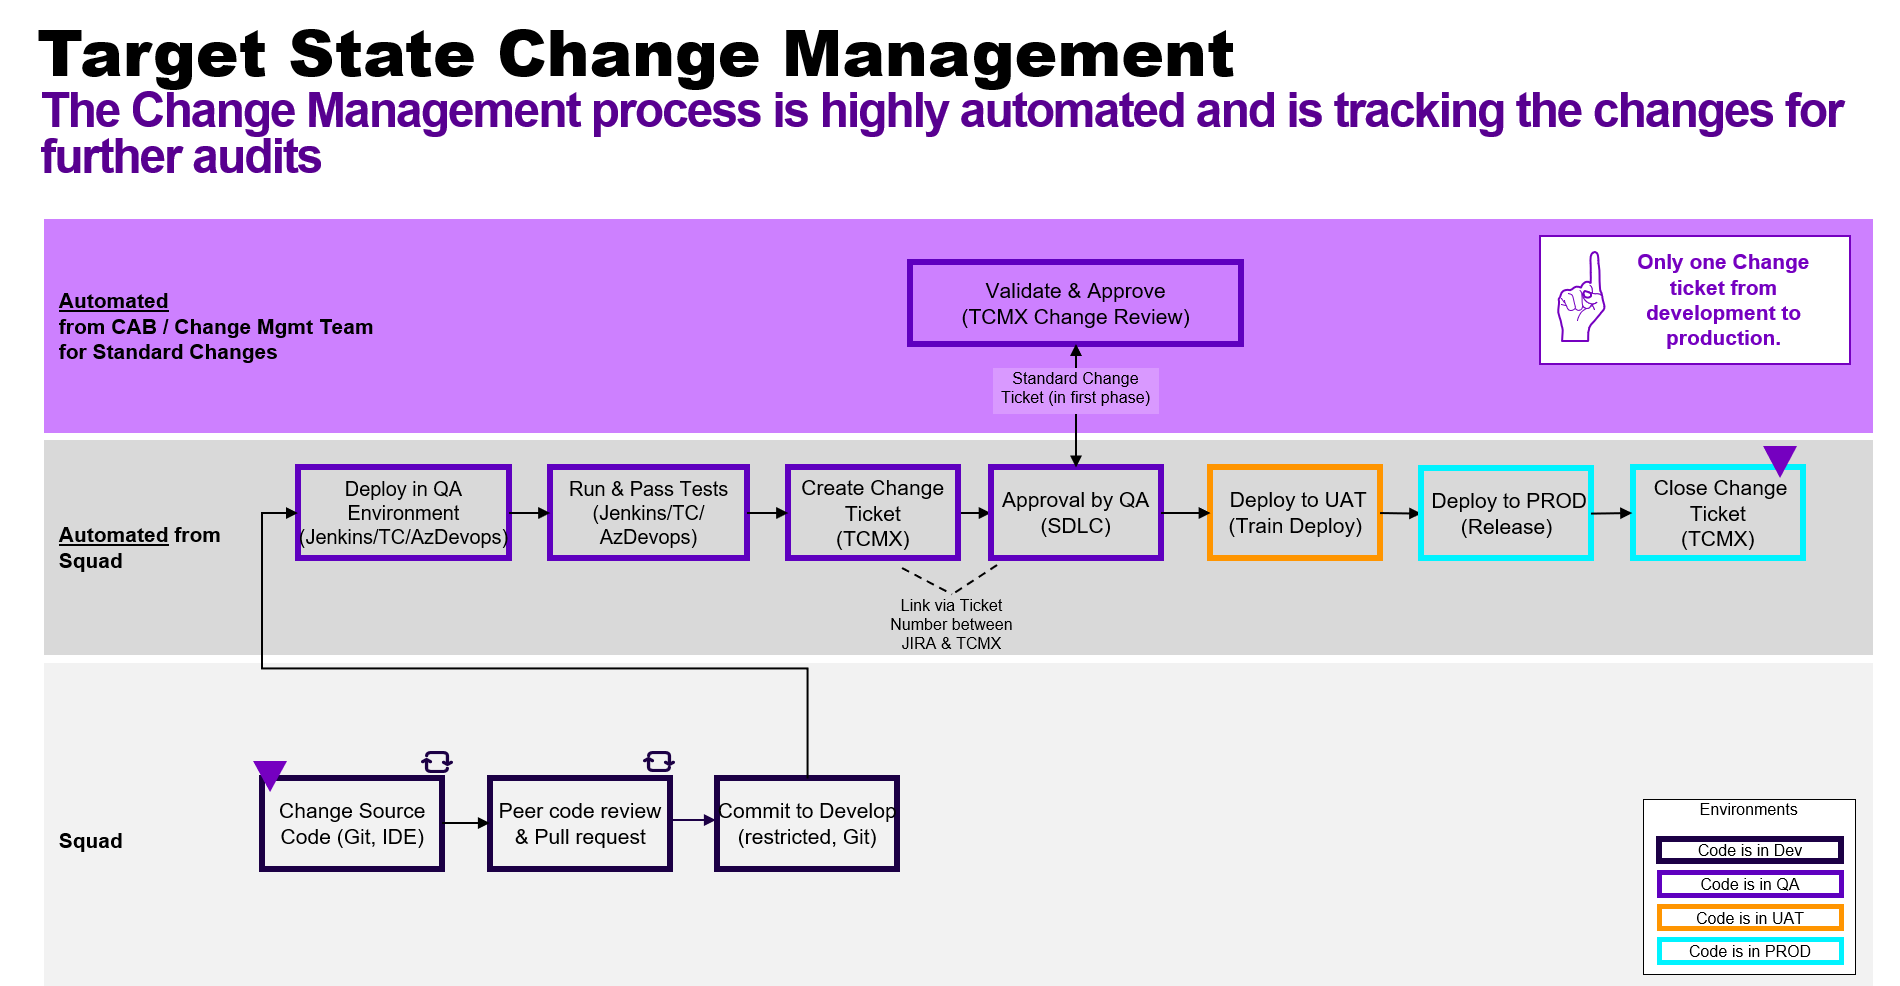 Target State Change Management
The Change Management process is highly automated and is tracking the changes for
further audits
Automated
from CAB / Change Mgmt Team
for Standard Changes
Validate & Approve
(TCMX Change Review)
Only one Change
ticket from
development to
production.
Standard Change
Ticket (in first phase)
Automated from
Squad
Deploy in QA
Environment
(Jenkins/TC/AzDevops)
Run & Pass Tests
(Jenkins/TC/
AzDevops)
Create Change
Ticket
(TCMX)
Approval by QA
(SDLC)
Deploy to UAT
(Train Deploy)
Deploy to PROD
(Release)
Close Change
Ticket
(TCMX)
Link via Ticket
Number between
JIRA & TCMX
Squad
Change Source
Code (Git, IDE)
Peer code review
& Pull request
Commit to Develop
(restricted, Git)
Environments
Code is in Dev
Code is in QA
Code is in UAT
Code is in PROD